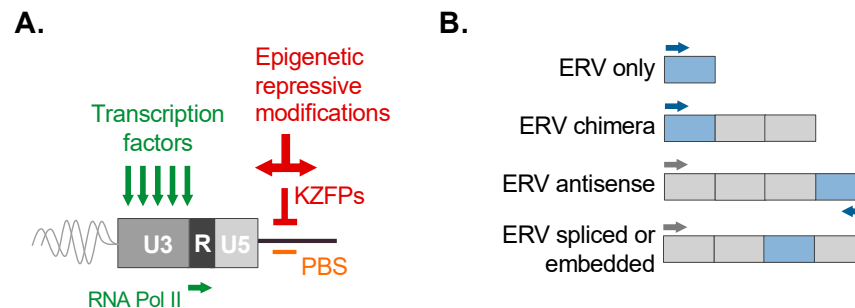 A.
Epigenetic
repressive
modifications
Transcription
factors
KZFPs
U3 R U5
PBS
RNA Pol II
B.
ERV only
ERV chimera
ERV antisense
ERV spliced or
embedded